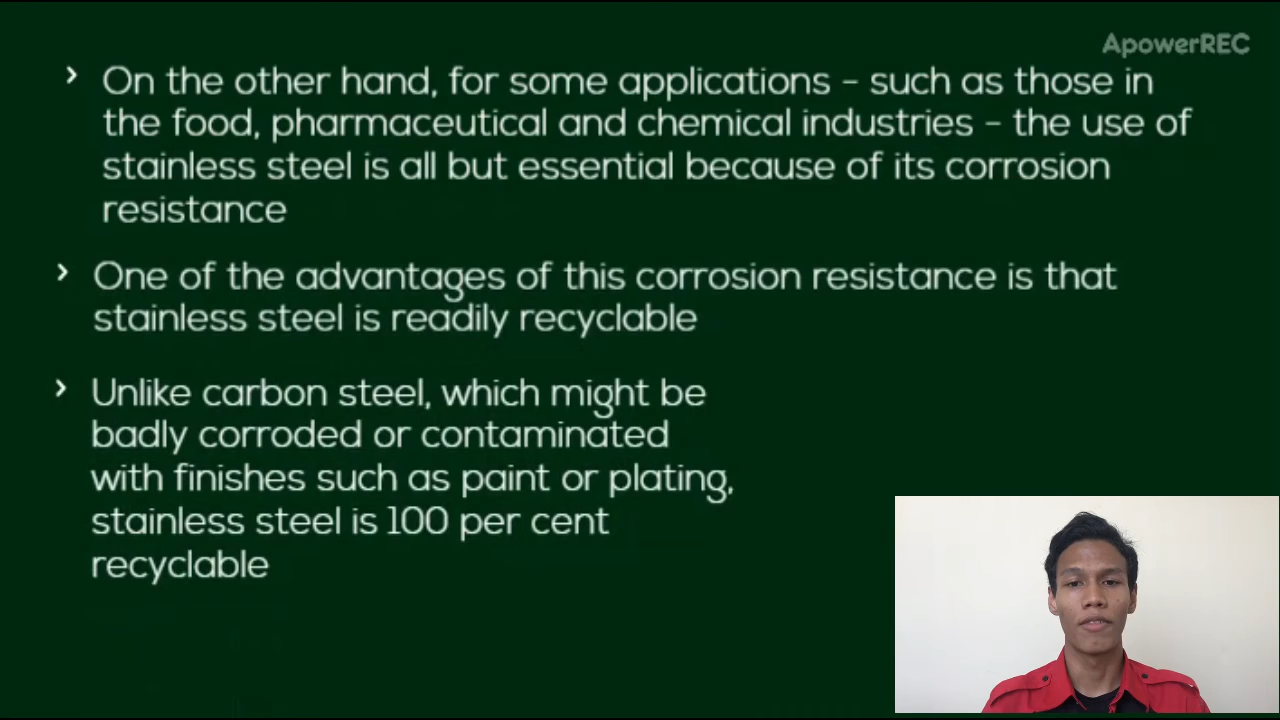 ApowerREC
› On the other hand, for some applications - such as those in
the food, pharmaceutical and chemical industries - the use of
stainless steel is all but essential because of its corrosion
resistance
› One of the advantages of this corrosion resistance is that
stainless steel is readily recyclable
› Unlike carbon steel, which might be
badly corroded or contaminated
with finishes such as paint or plating,
stainless steel is 100 per cent
recyclable